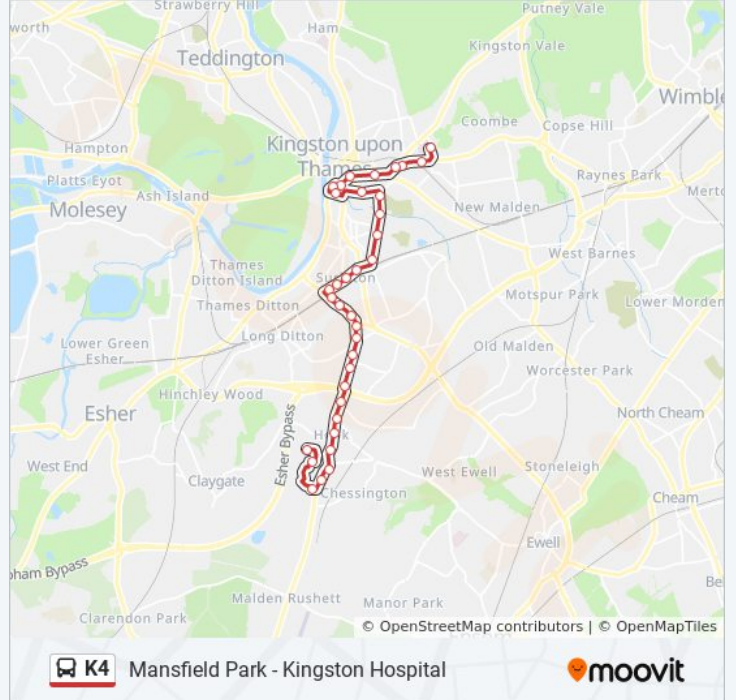 Strawberry Hill
Putney Vale
worth
Ham
Kingston Vale
Teddington
Wimble
Coombe
Copse Hill
Hampton
Kingston upon
Thames
Platts Eyot
Ash Island
Raynes Park
Molesey
New Malden
Merto
West Barnes
Thames
Ditton Island
Motspur Park
Lower Morden
Thames Ditton
Long Ditton
Lower Green
Esher
Old Malden
Worcester Park
Hinchley Wood
Esher
North Cheam
Esher Bypass
West End
Claygate
West Ewell
Stoneleigh
Chessington
Cheam
Ewell
ham Bypass
Be
Malden Rushett
Manor Park
Clarendon Park
© OpenStreetMap contributors | © OpenMapTiles
K4 Mansfield Park - Kingston Hospital
moovit